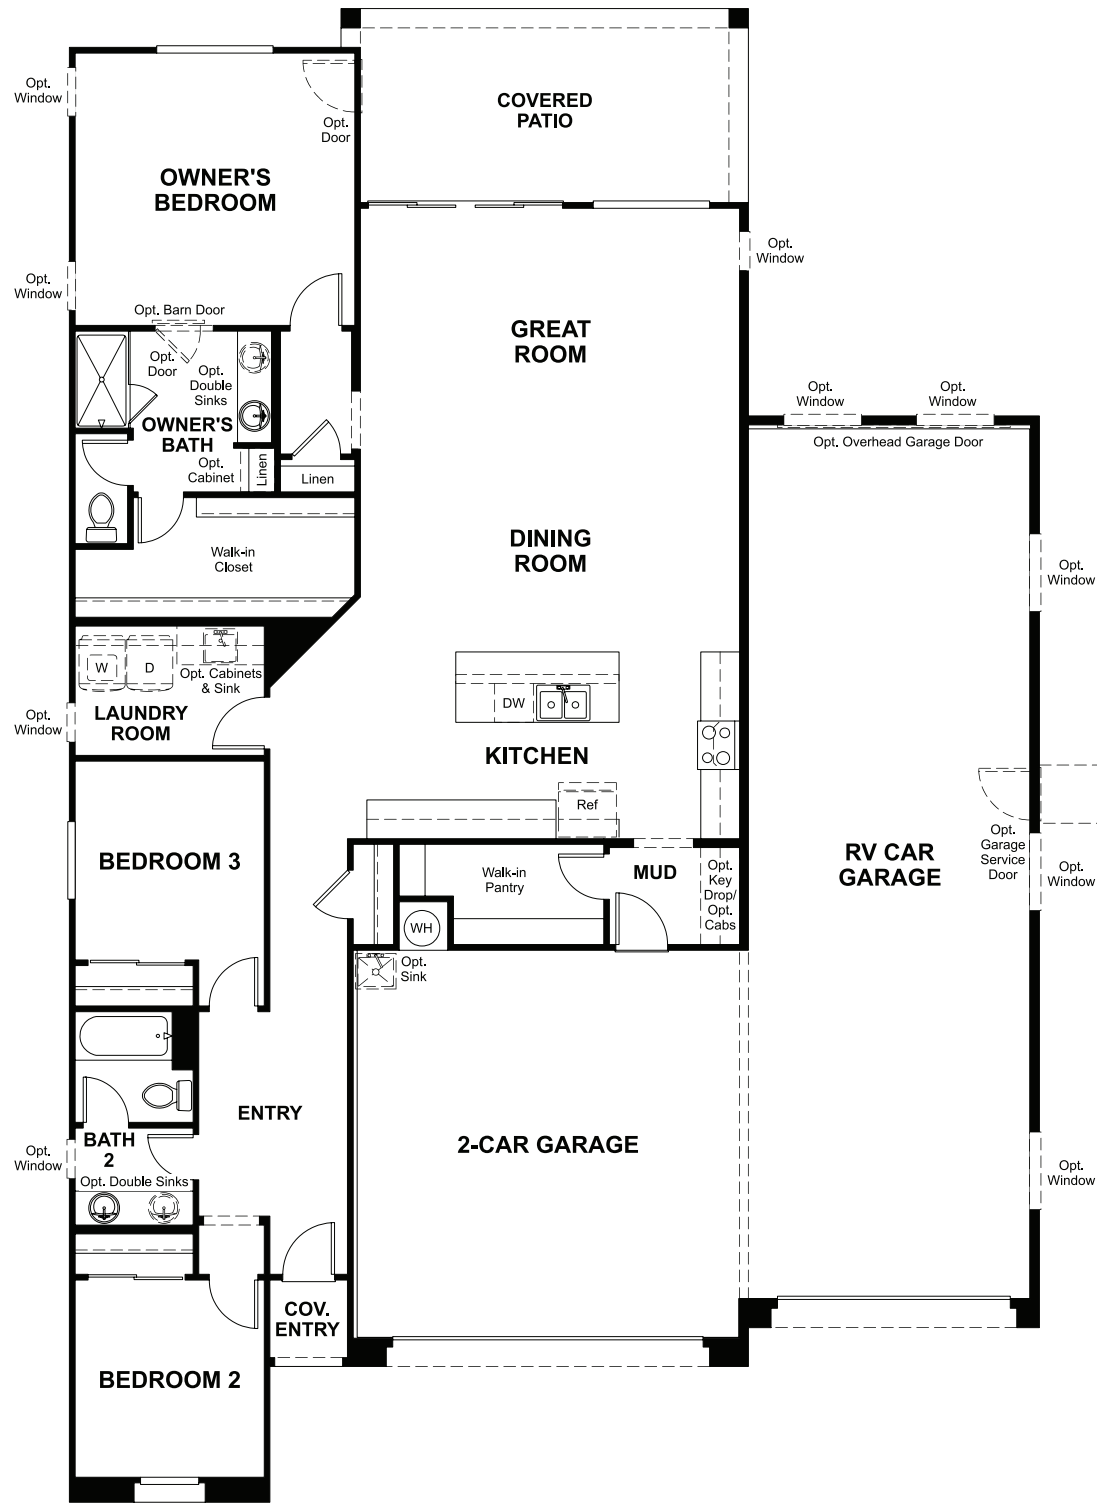 COVERED
PATIO
Opt.
Window
Opt.
Door
OWNER'S
BEDROOM
Opt.
Window
Opt. Barn Door
Opt.
Window
GREAT
ROOM
Opt.
Door
Opt.
Double
Sinks
OWNER'S
BATH
Opt.
Cabinet
Linen
Linen
Opt.
Window
Opt.
Window
Opt. Overhead Garage Door
DINING
ROOM
Walk-in
Closet
Opt.
Window
W
D
Opt. Cabinets
& Sink
LAUNDRY
ROOM
Opt.
Window
DW
KITCHEN
Ref
BEDROOM 3
Walk-in
Pantry
MUD
Opt.
Key
Drop/
Opt.
Cabs
WH
Opt.
Sink
RV CAR
GARAGE
Opt.
Garage
Service
Door
Opt.
Window
ENTRY
2-CAR GARAGE
BATH
2
Opt.
Window
Opt. Double Sinks
Opt.
Window
COV.
ENTRY
BEDROOM 2